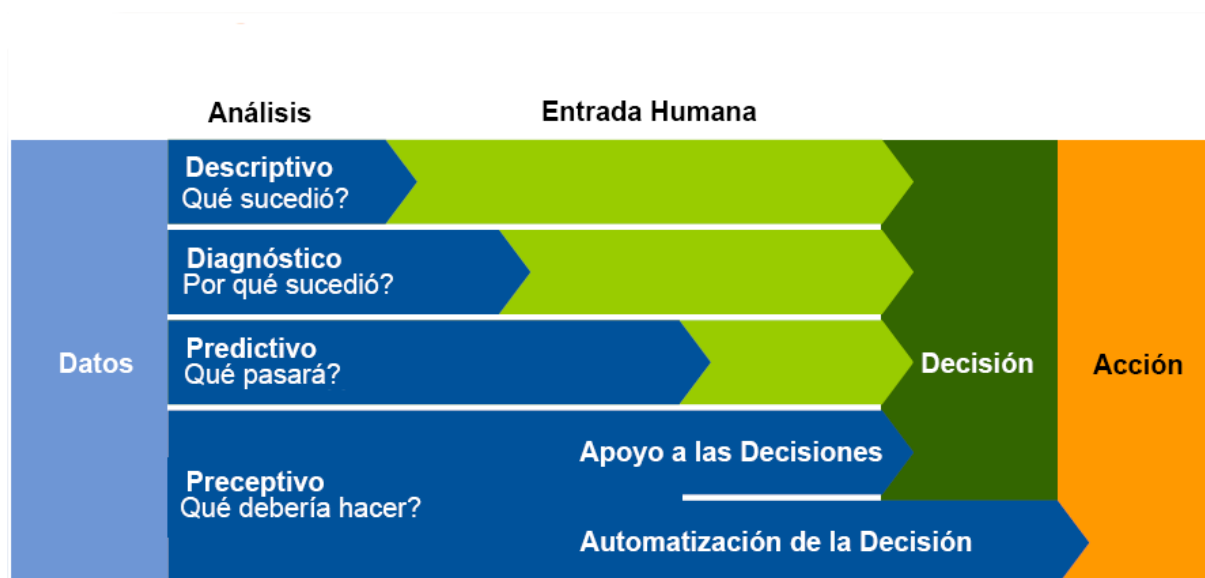 Análisis
Entrada Humana
Datos
Descriptivo
Qué sucedió?
Diagnóstico
Por qué sucedió?
Predictivo
Qué pasará?
Preceptivo
Qué debería hacer?
Apoyo a las Decisiones
Automatización de la Decisión
Decisión
Acción